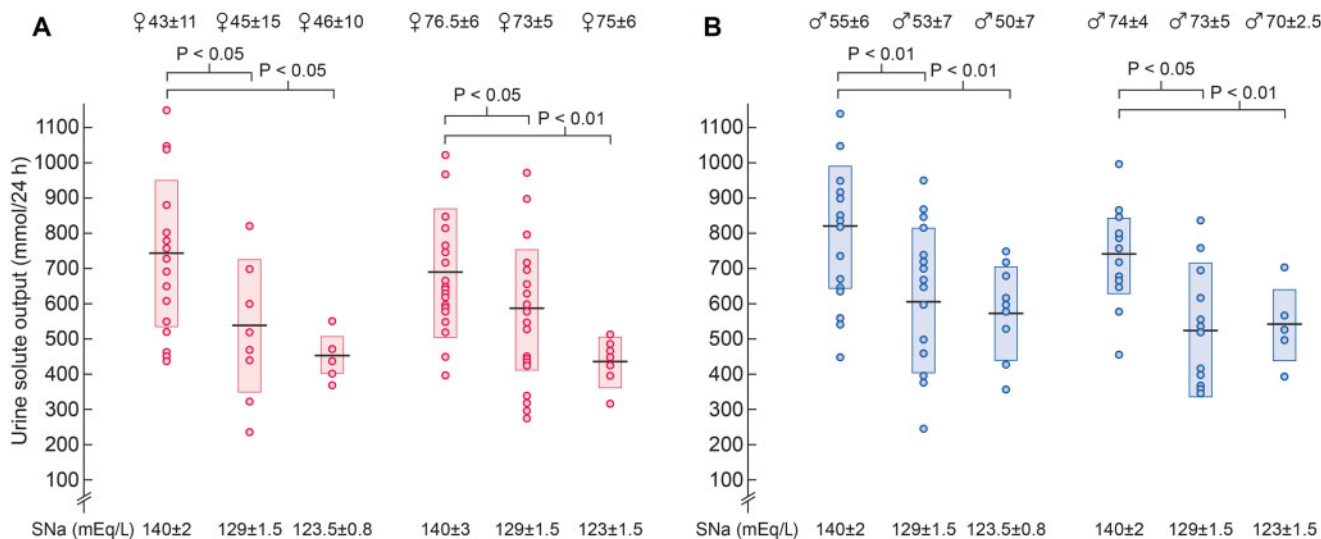 A ♀43±11 ♀45±15 ♀46±10 ♀76.5±6 ♀73±5 ♀75±6
P < 0.05
P < 0.05
P < 0.05
P < 0.01
Urine solute output (mmol/24 h)
1100
1000
900
800
700
600
500
400
300
200
100
SNa (mEq/L) 140±2 129±1.5 123.5±0.8 140±3 129±1.5 123±1.5
B ♂55±6 ♂53±7 ♂50±7 ♂74±4 ♂73±5 ♂70±2.5
P < 0.01
P < 0.01
P < 0.05
P < 0.01
1100
1000
900
800
700
600
500
400
300
200
100
SNa (mEq/L) 140±2 129±1.5 123.5±0.8 140±2 129±1.5 123±1.5